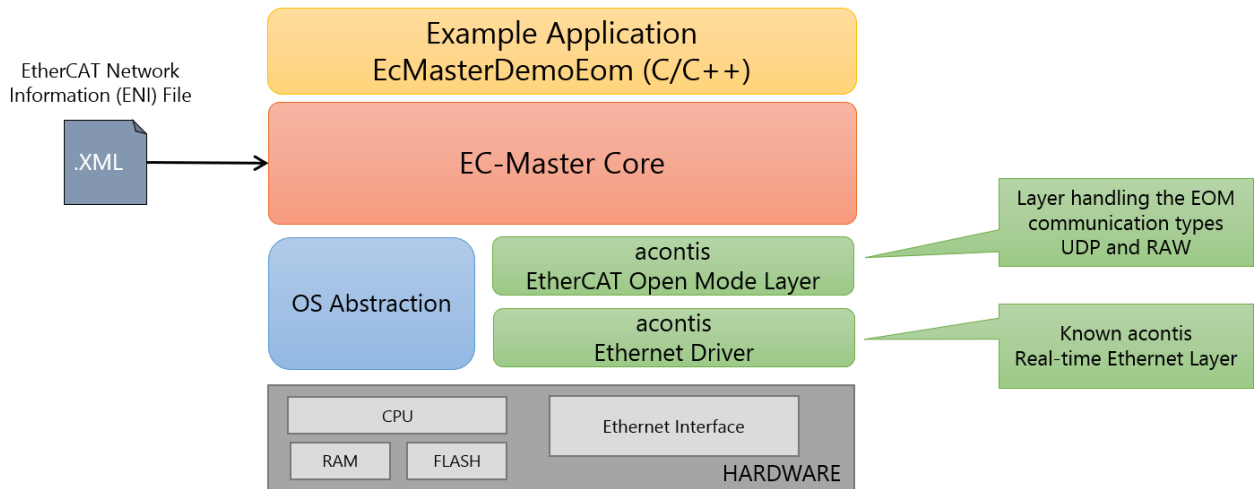 Example Application
EcMasterDemoEom (C/C++)
EtherCAT Network
Information (ENI) File
.XML
EC-Master Core
Layer handling the EOM
communication types
UDP and RAW
OS Abstraction
acontis
EtherCAT Open Mode Layer
acontis
Ethernet Driver
Known acontis
Real-time Ethernet Layer
CPU
RAM
FLASH
Ethernet Interface
HARDWARE